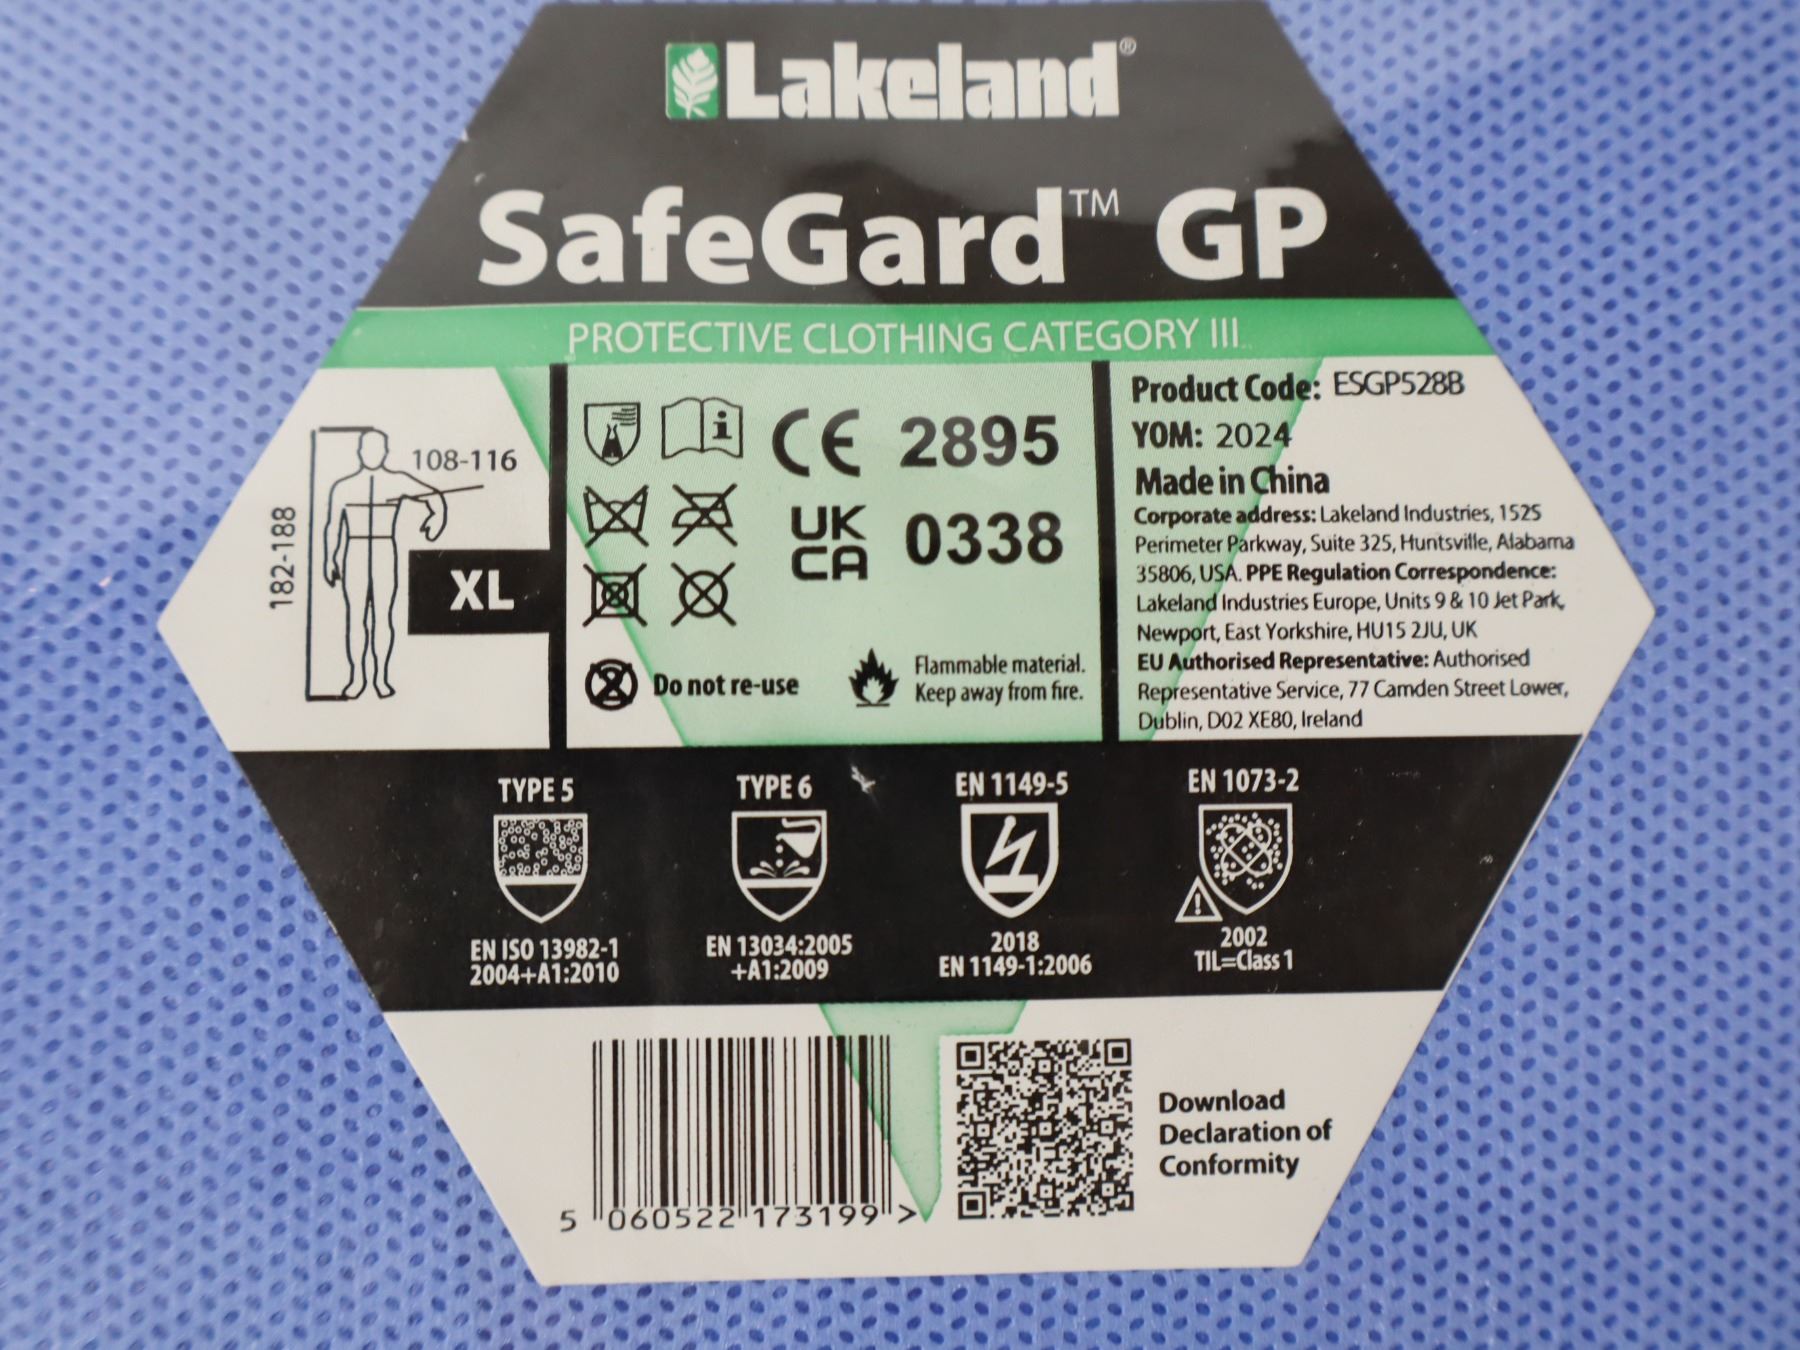 Lakeland®
SafeGard™ GP
PROTECTIVE CLOTHING CATEGORY III
182-188
108-116
XL
i
CE 2895
UK
CA 0338
Do not re-use
Flammable material.
Keep away from fire.
Product Code: ESGP528B
YOM: 2024
Made in China
Corporate address: Lakeland Industries, 1525
Perimeter Parkway, Suite 325, Huntsville, Alabama
35806, USA. PPE Regulation Correspondence:
Lakeland Industries Europe, Units 9 & 10 Jet Park,
Newport, East Yorkshire, HU15 2JU, UK
EU Authorised Representative: Authorised
Representative Service, 77 Camden Street Lower,
Dublin, D02 XE80, Ireland
TYPE 5
EN ISO 13982-1
2004+A1:2010
TYPE 6
EN 13034:2005
+A1:2009
EN 1149-5
2018
EN 1149-1:2006
EN 1073-2
!
2002
TIL=Class 1
5 060522 173199 >
Download
Declaration of
Conformity